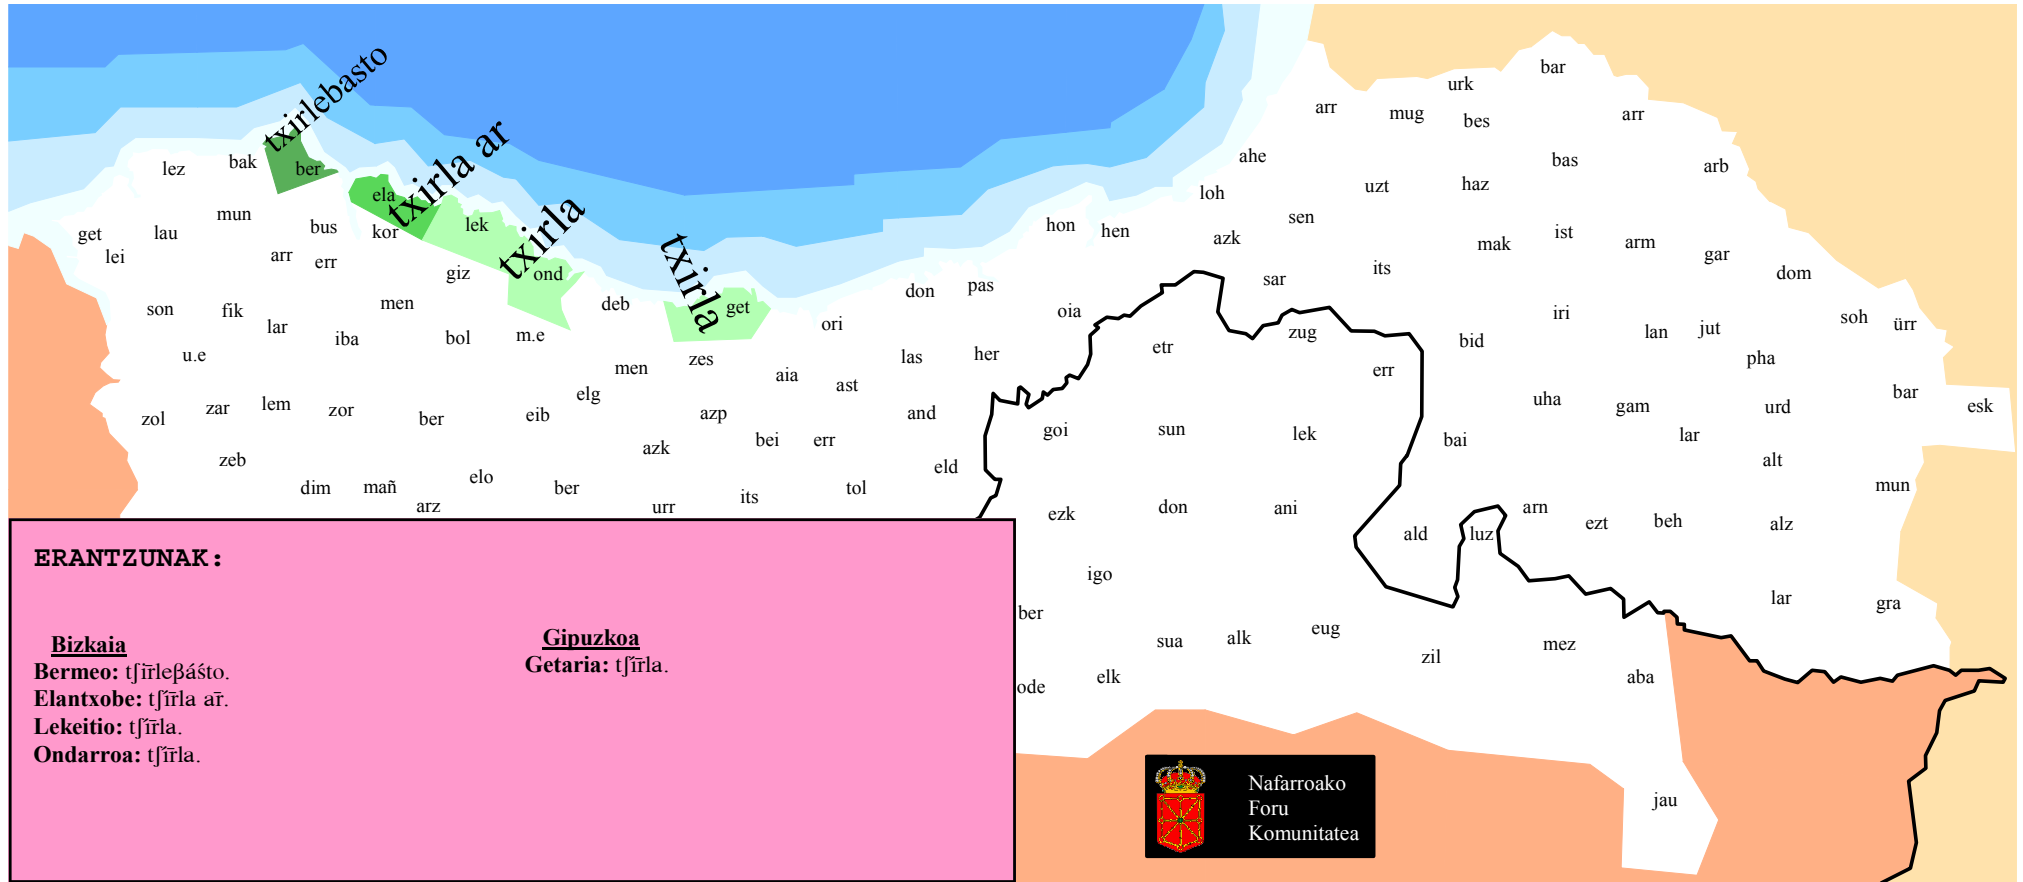 txirlebasto
txirla ar
txirla
txirla
bar
urk
arr
mug
bes
arr
lez
bak
ber
ahe
bas
arb
ela
loh
uzt
haz
mun
bus
kor
lek
hon
hen
azk
sen
mak
ist
arm
gar
get
lau
lei
arr
err
giz
ond
sar
its
dom
son
fik
men
deb
get
don
pas
oia
iri
soh
ürr
lar
iba
bol
m.e
ori
etr
zug
bid
lan
jut
u.e
men
zes
las
her
err
pha
zol
zar
lem
zor
ber
eib
elg
aia
ast
azp
and
uha
gam
urd
bar
esk
zeb
azk
bei
err
goi
sun
lek
bai
lar
alt
dim
mañ
elo
ber
its
tol
eld
mun
arz
urr
ezk
don
ani
ald
luz
arn
ezt
beh
alz
igo
ber
lar
gra
sua
alk
eug
zil
mez
ode
elk
aba
jau
ERANTZUNAK:
Bizkaia
Bermeo: tʃír̄leβáśto.
Elantxobe: tʃír̄la ar̄.
Lekeitio: tʃír̄la.
Ondarroa: tʃír̄la.
Gipuzkoa
Getaria: tʃír̄la.
Nafarroako
Foru
Komunitatea